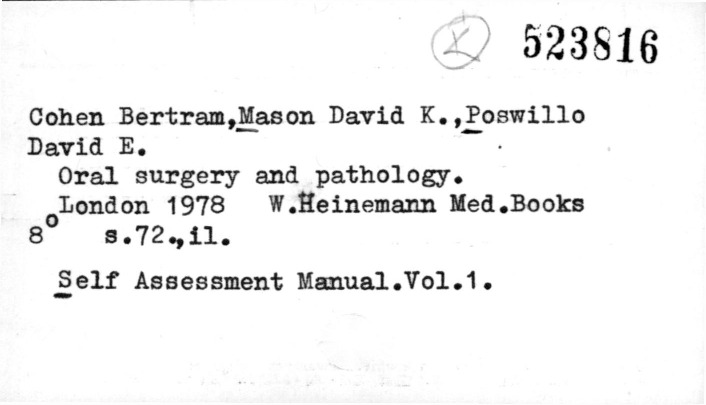 523816
Cohen Bertram,Mason David K.,Poswillo
David E.
Oral surgery and pathology.
London 1978 W.Heinemann Med.Books
8° s.72.,il.
Self Assessment Manual.Vol.1.